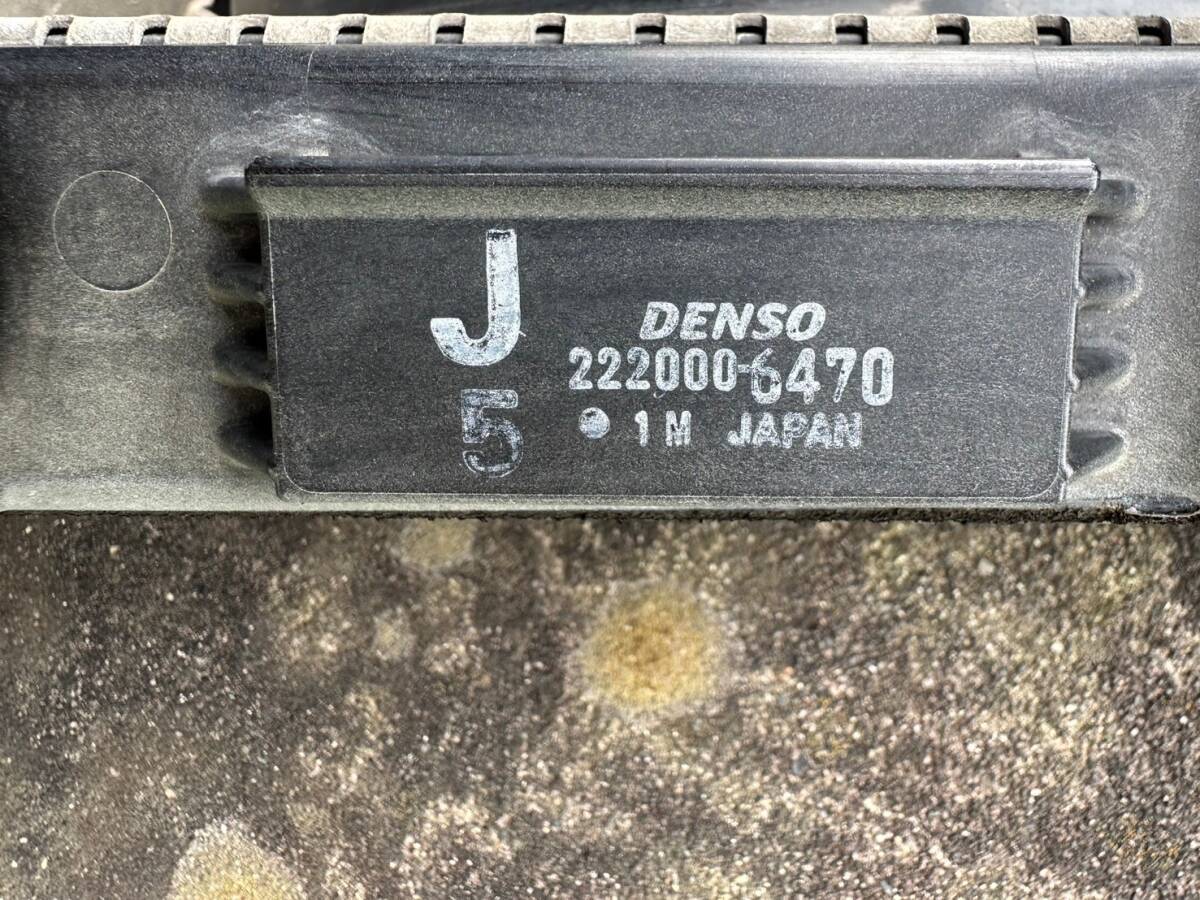 J
5
DENSO
222000-6470
● 1M JAPAN